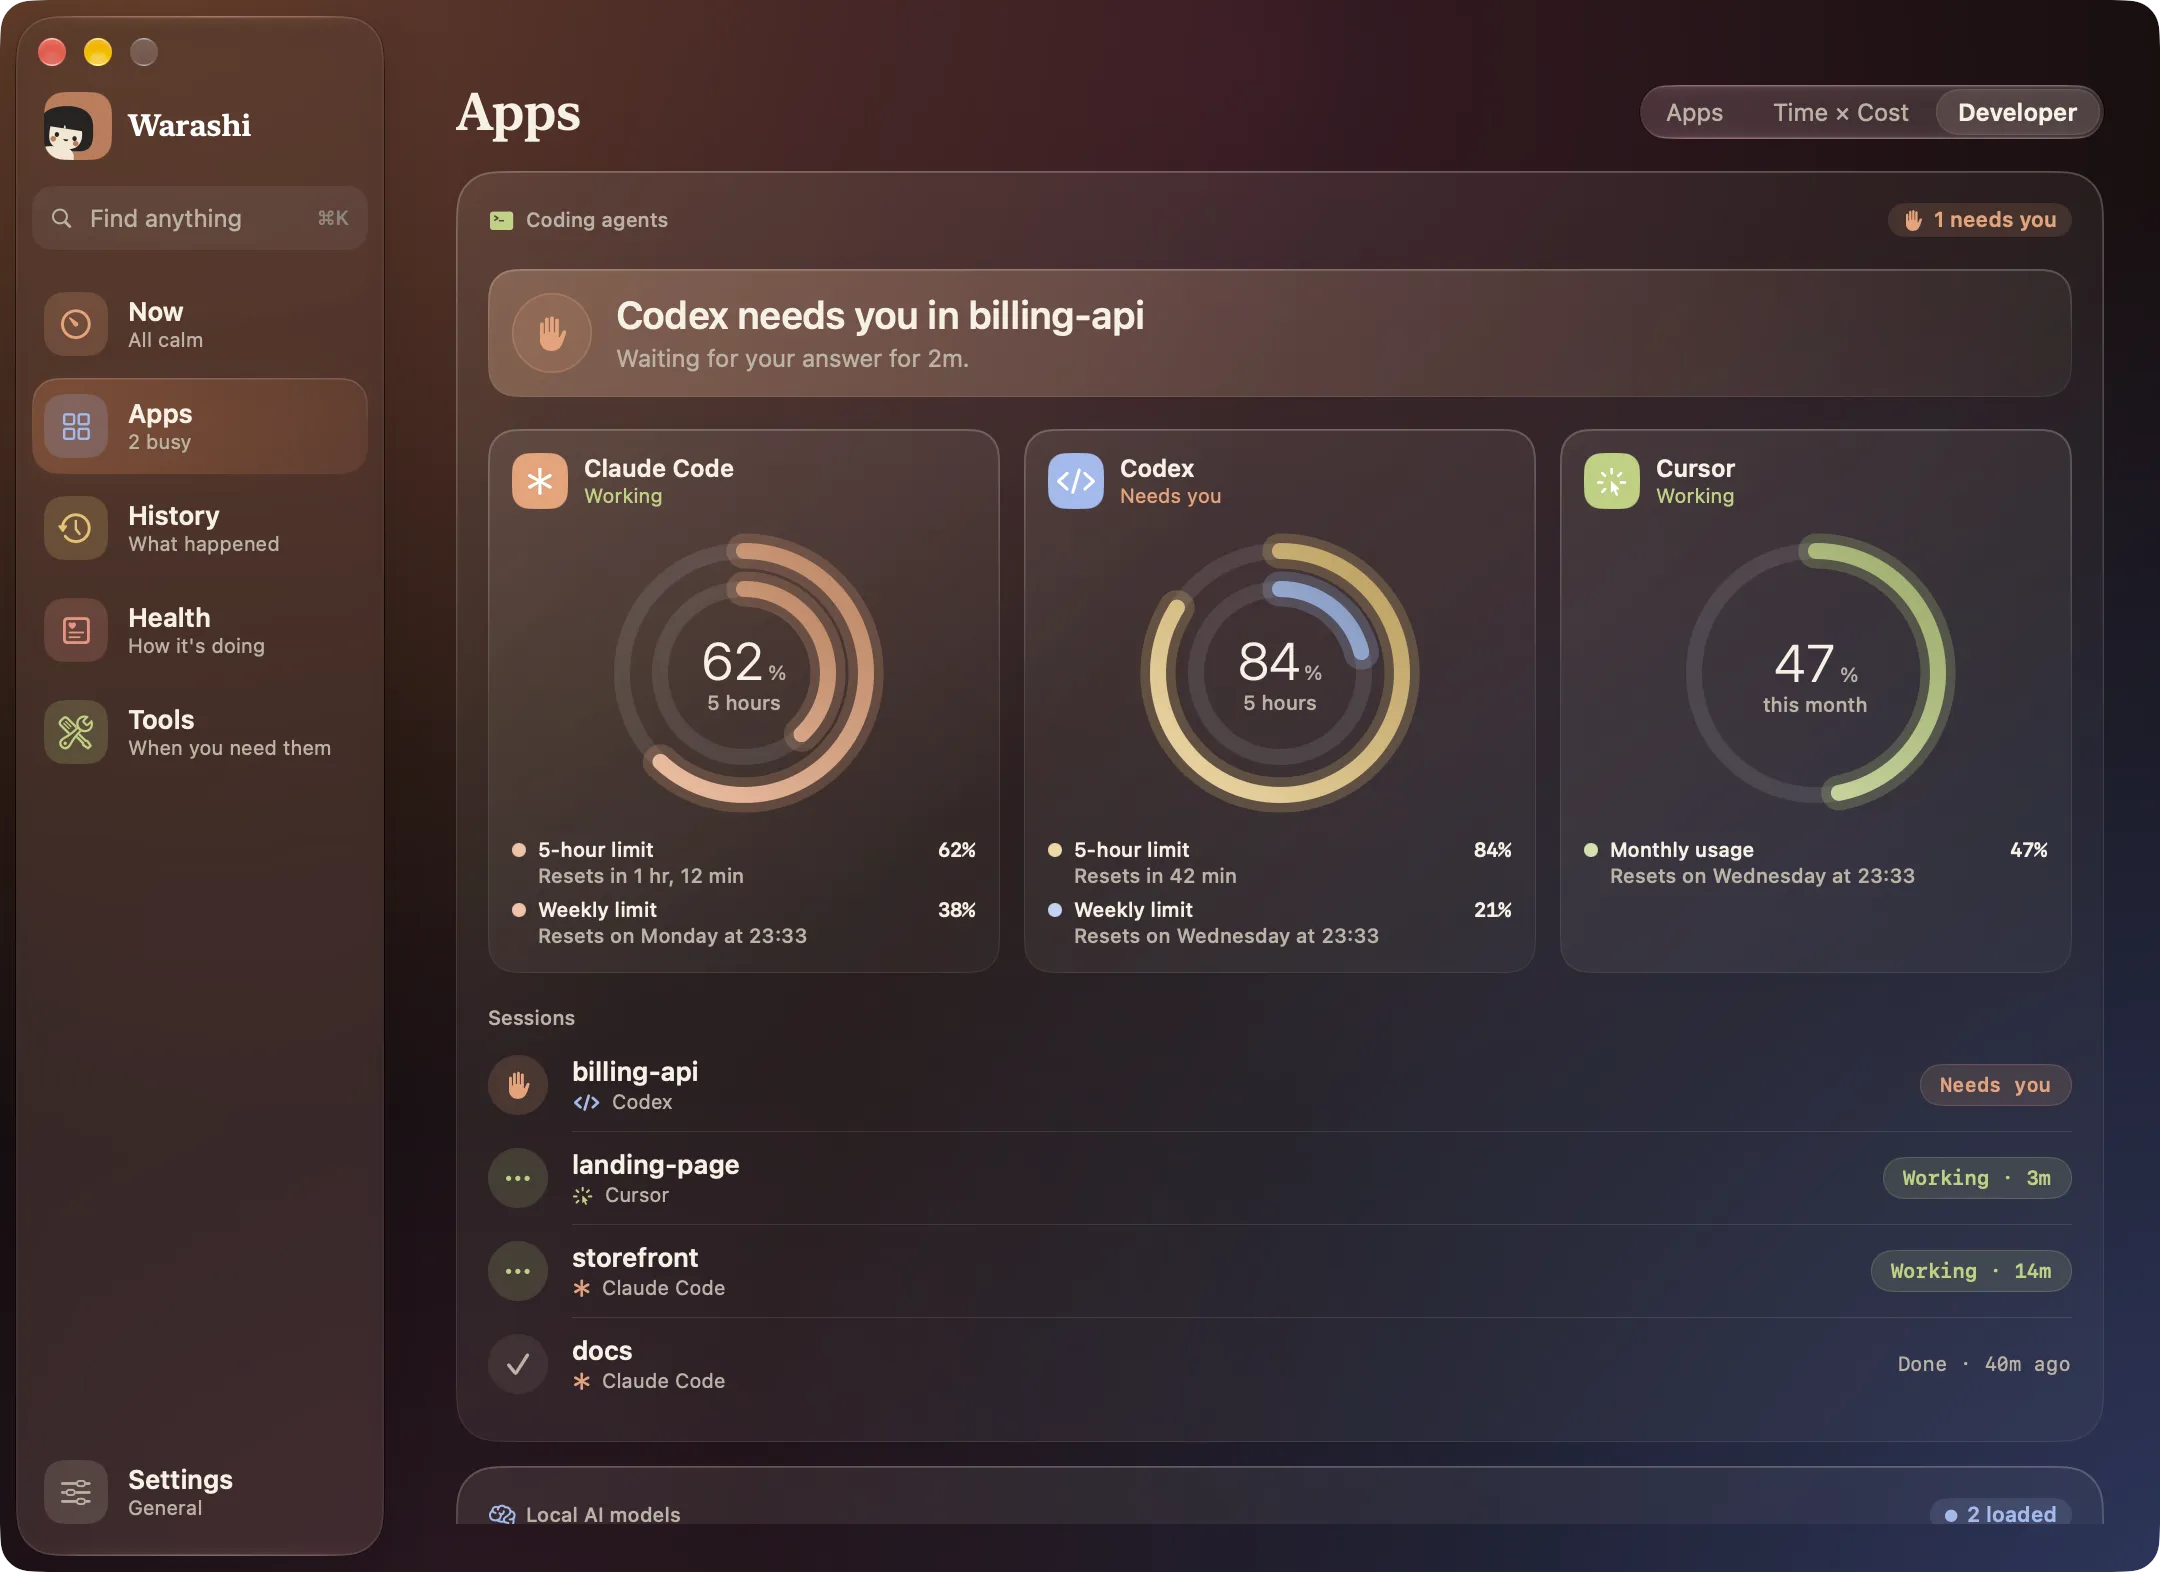 Warashi
Find anything ⌘K
Now
All calm
Apps
2 busy
History
What happened
Health
How it's doing
Tools
When you need them
Settings
General
Apps
Apps Time × Cost Developer
Coding agents
1 needs you
Codex needs you in billing-api
Waiting for your answer for 2m.
Claude Code
Working
62%
5 hours
5-hour limit 62%
Resets in 1 hr, 12 min
Weekly limit 38%
Resets on Monday at 23:33
Codex
Needs you
84%
5 hours
5-hour limit 84%
Resets in 42 min
Weekly limit 21%
Resets on Wednesday at 23:33
Cursor
Working
47%
this month
Monthly usage 47%
Resets on Wednesday at 23:33
Sessions
billing-api
Codex
Needs you
landing-page
Cursor
Working · 3m
storefront
Claude Code
Working · 14m
docs
Claude Code
Done · 40m ago
Local AI models
2 loaded